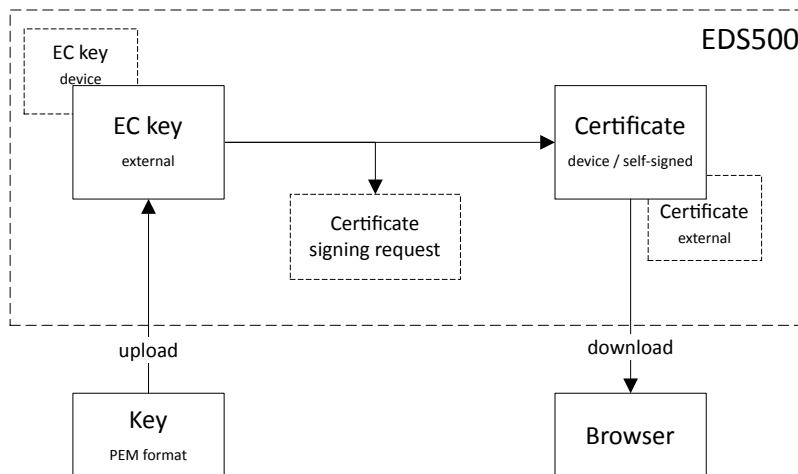 EDS500
EC key
device
EC key
external
Certificate
device / self-signed
Certificate
signing request
Certificate
external
upload
download
Key
PEM format
Browser